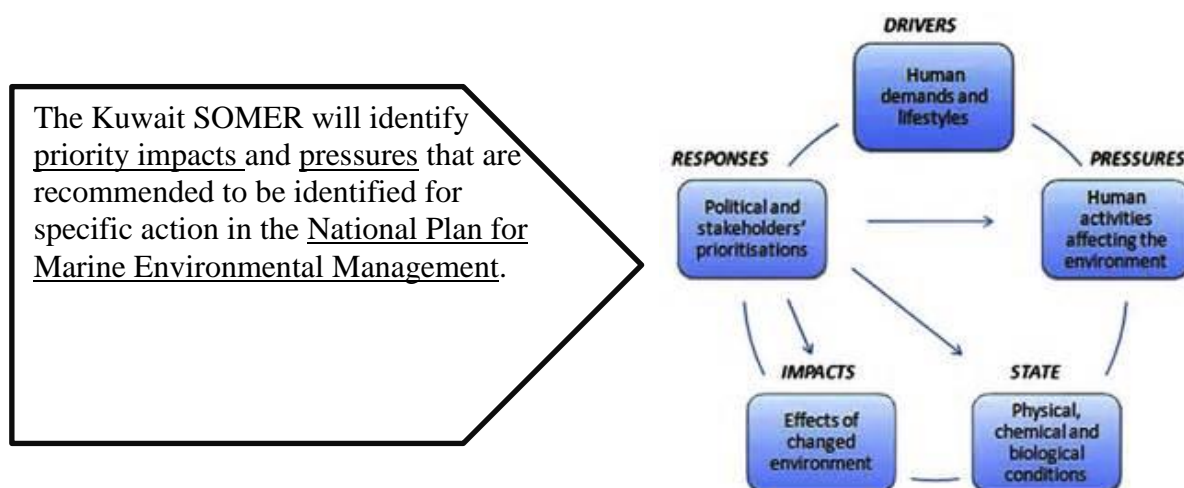 The Kuwait SOMER will identify
priority impacts and pressures that are
recommended to be identified for
specific action in the National Plan for
Marine Environmental Management.
DRIVERS
Human
demands and
lifestyles
RESPONSES
Political and
stakeholders'
prioritisations
PRESSURES
Human
activities
affecting the
environment
IMPACTS
Effects of
changed
environment
STATE
Physical,
chemical and
biological
conditions